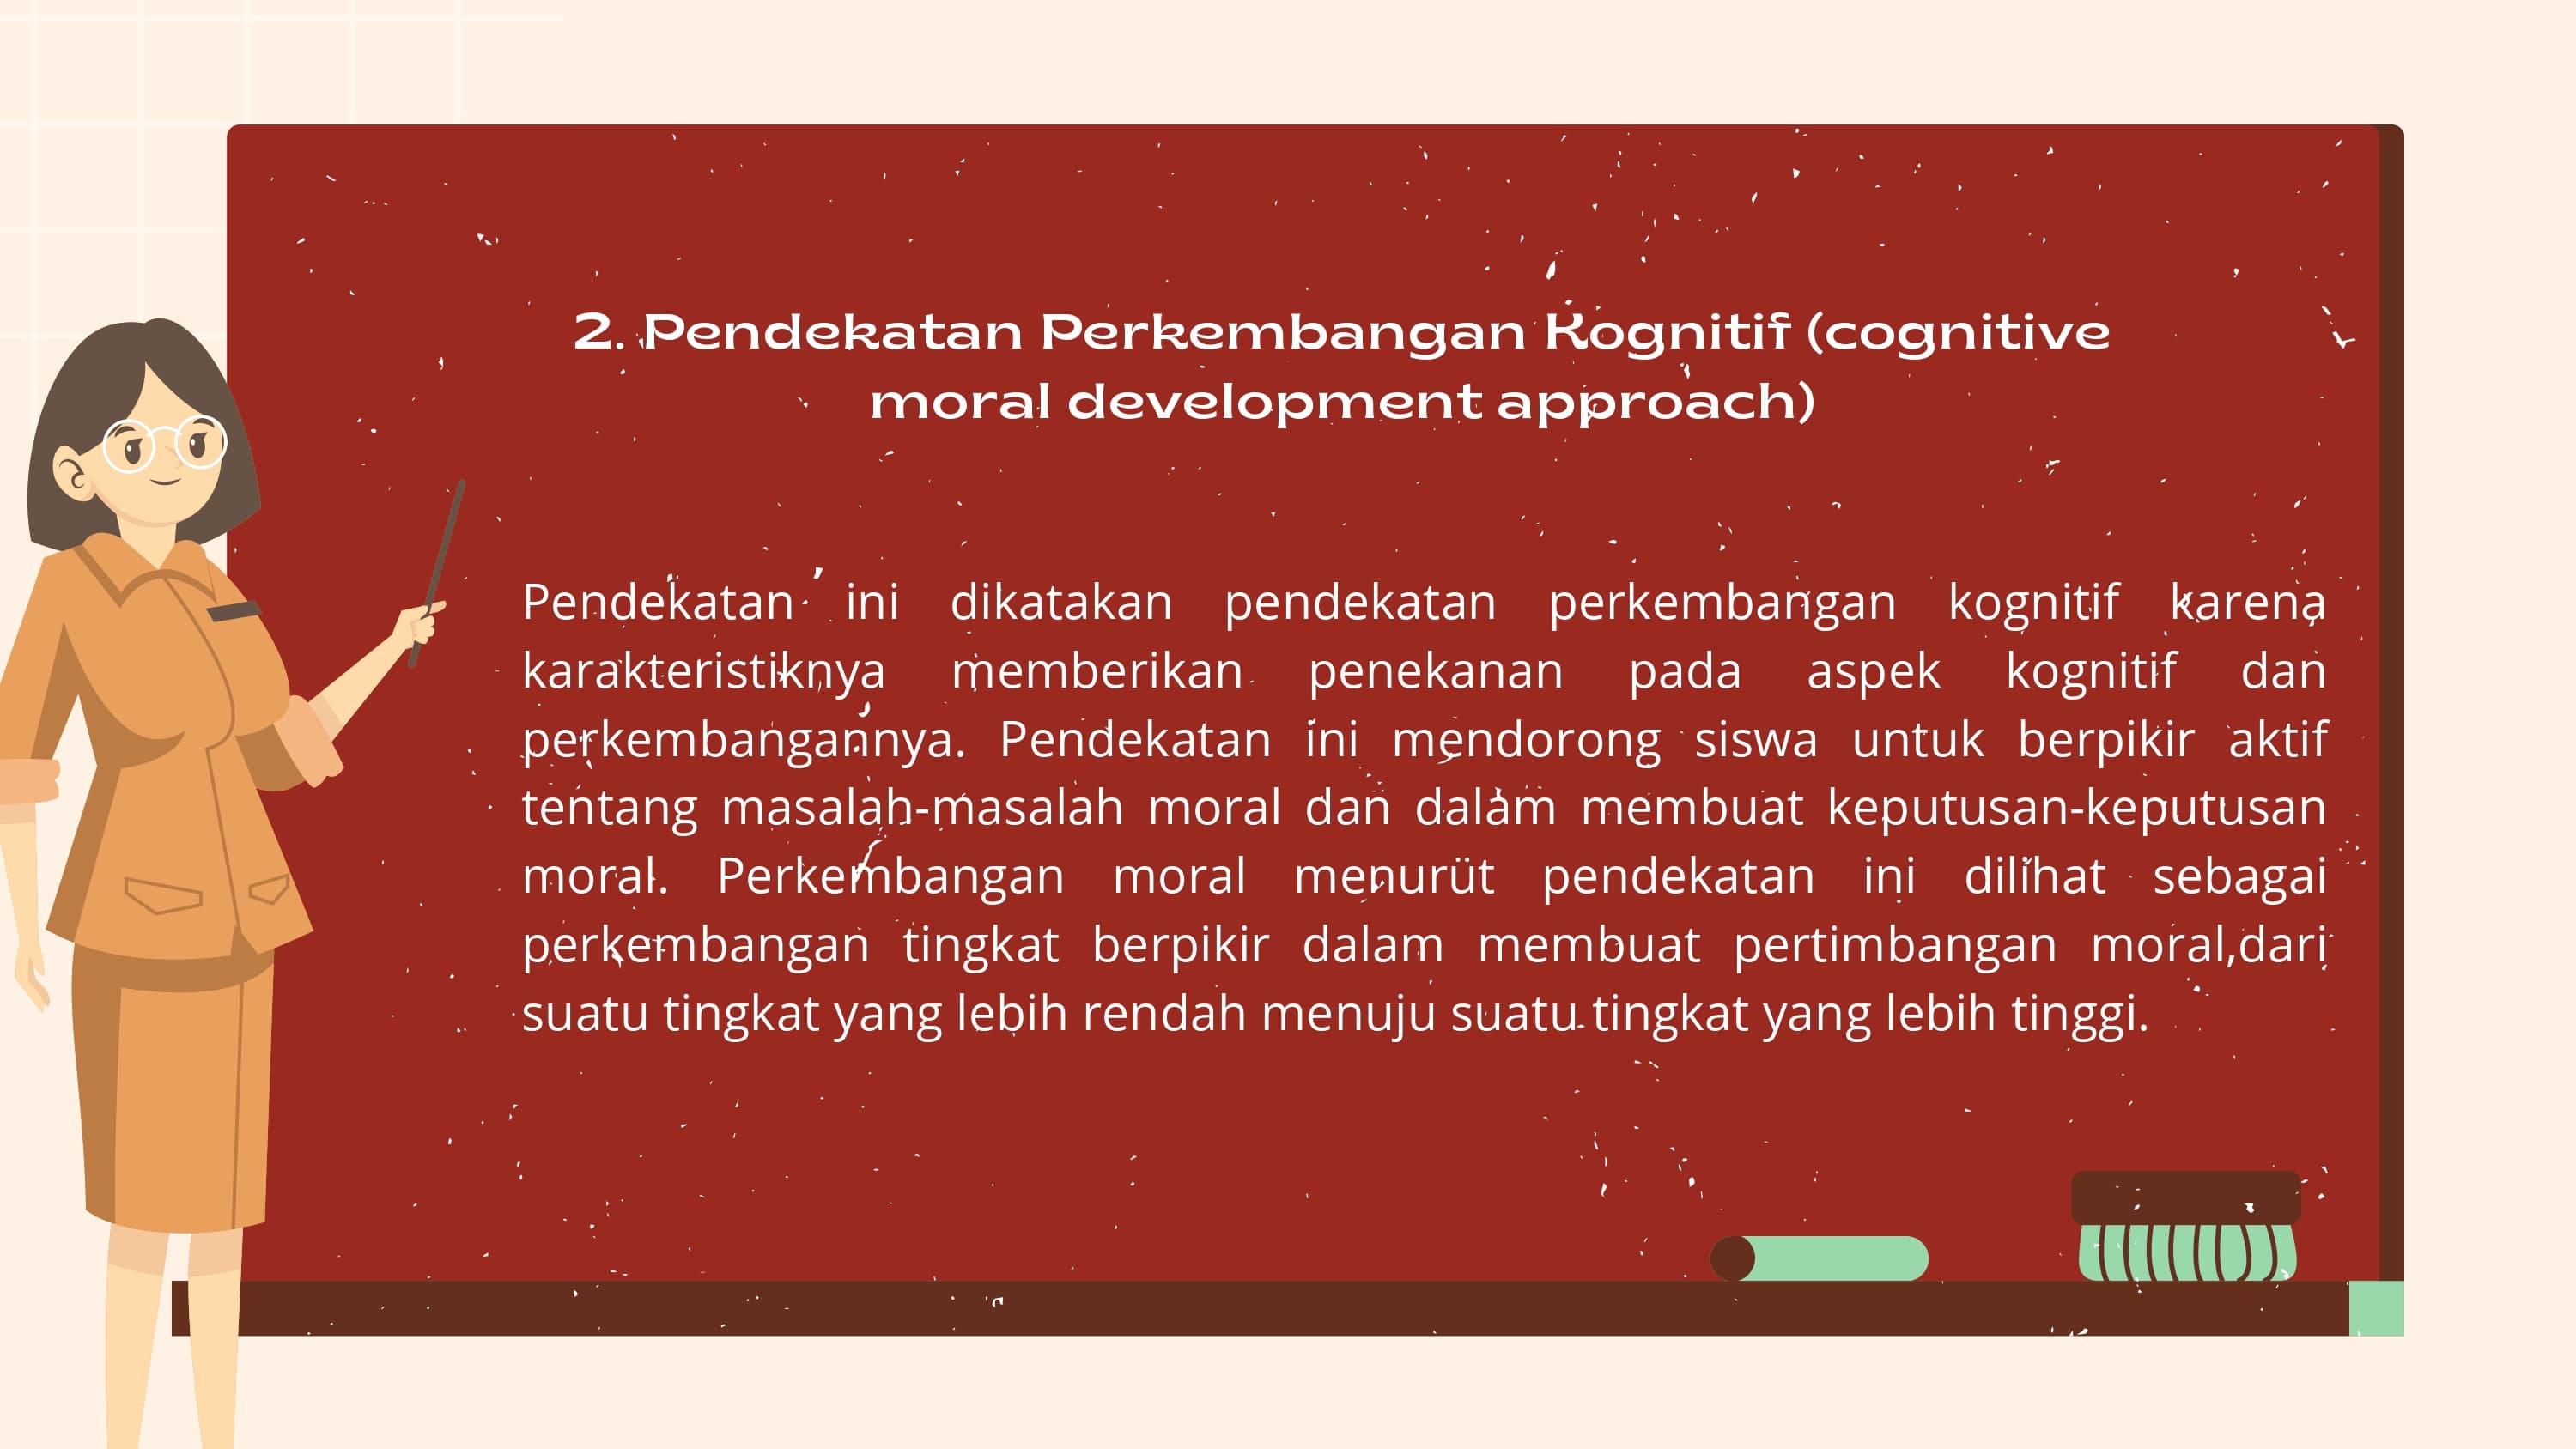 2. Pendekatan Perkembangan Kognitif (cognitive
moral development approach)
Pendekatan ini dikatakan pendekatan perkembangan kognitif karena
karakteristiknya memberikan penekanan pada aspek kognitif dan
perkembangannya. Pendekatan ini mendorong siswa untuk berpikir aktif
tentang masalah-masalah moral dan dalam membuat keputusan-keputusan
moral. Perkembangan moral menurüt pendekatan ini dilihat sebagai
perkembangan tingkat berpikir dalam membuat pertimbangan moral,dari
suatu tingkat yang lebih rendah menuju suatu tingkat yang lebih tinggi.